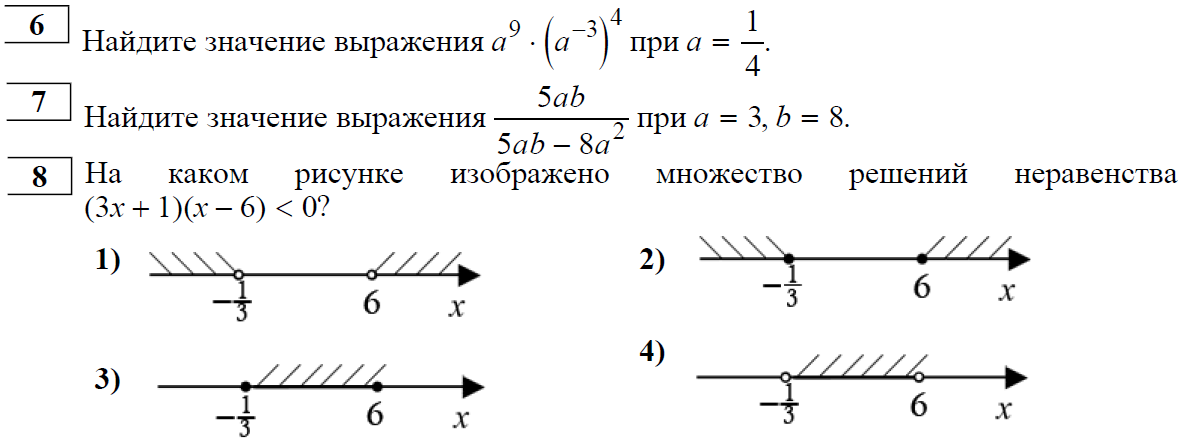 6 Найдите значение выражения a⁹ · (a⁻³)⁴ при a = 1/4.
7 Найдите значение выражения 5ab/(5ab − 8a²) при a = 3, b = 8.
8 На каком рисунке изображено множество решений неравенства
(3x + 1)(x − 6) < 0?
1) −1/3 6 x
2) −1/3 6 x
3) −1/3 6 x
4) −1/3 6 x